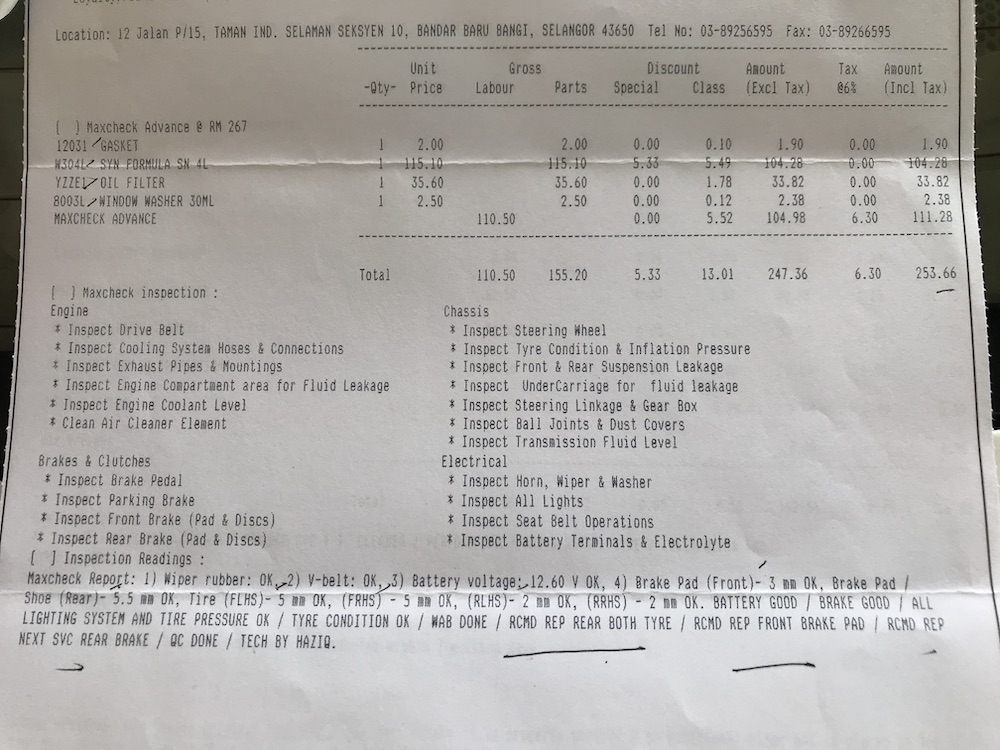 Location: 12 Jalan P/15, TAMAN IND. SELAMAN SEKSYEN 10, BANDAR BARU BANGI, SELANGOR 43650 Tel No: 03-89256595 Fax: 03-89266595
Unit Gross Discount Amount Tax Amount
-Qty- Price Labour Parts Special Class (Excl Tax) @6% (Incl Tax)
[ ] Maxcheck Advance @ RM 267
12031 GASKET 1 2.00 2.00 0.00 0.10 1.90 0.00 1.90
W304L SYN FORMULA SN 4L 1 115.10 115.10 5.33 5.49 104.28 0.00 104.28
YZZE1 OIL FILTER 1 35.60 35.60 0.00 1.78 33.82 0.00 33.82
8003L WINDOW WASHER 30ML 1 2.50 2.50 0.00 0.12 2.38 0.00 2.38
MAXCHECK ADVANCE 110.50 0.00 5.52 104.98 6.30 111.28
Total 110.50 155.20 5.33 13.01 247.36 6.30 253.66
[ ] Maxcheck inspection :
Engine
* Inspect Drive Belt
* Inspect Cooling System Hoses & Connections
* Inspect Exhaust Pipes & Mountings
* Inspect Engine Compartment area for Fluid Leakage
* Inspect Engine Coolant Level
* Clean Air Cleaner Element
Chassis
* Inspect Steering Wheel
* Inspect Tyre Condition & Inflation Pressure
* Inspect Front & Rear Suspension Leakage
* Inspect UnderCarriage for fluid leakage
* Inspect Steering Linkage & Gear Box
* Inspect Ball Joints & Dust Covers
* Inspect Transmission Fluid Level
Brakes & Clutches
* Inspect Brake Pedal
* Inspect Parking Brake
* Inspect Front Brake (Pad & Discs)
* Inspect Rear Brake (Pad & Discs)
Electrical
* Inspect Horn, Wiper & Washer
* Inspect All Lights
* Inspect Seat Belt Operations
* Inspect Battery Terminals & Electrolyte
[ ] Inspection Readings :
Maxcheck Report: 1) Wiper rubber: OK, 2) V-belt: OK, 3) Battery voltage: 12.60 V OK, 4) Brake Pad (Front)- 3 mm OK, Brake Pad /
Shoe (Rear)- 5.5 mm OK, Tire (FLHS)- 5 mm OK, (FRHS) - 5 mm OK, (RLHS)- 2 mm OK, (RRHS) - 2 mm OK. BATTERY GOOD / BRAKE GOOD / ALL
LIGHTING SYSTEM AND TIRE PRESSURE OK / TYRE CONDITION OK / WAB DONE / RCMD REP REAR BOTH TYRE / RCMD REP FRONT BRAKE PAD / RCMD REP
NEXT SVC REAR BRAKE / QC DONE / TECH BY HAZIQ.